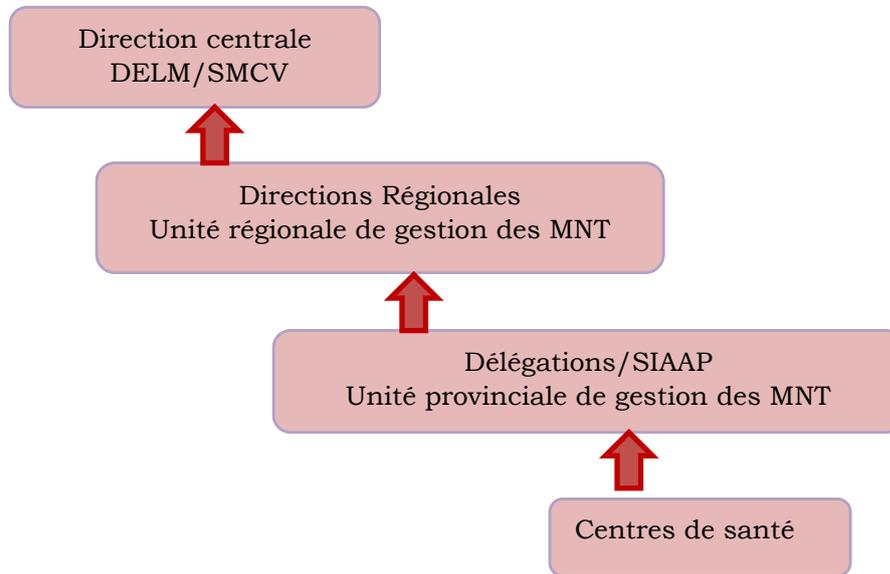 Direction centrale
DELM/SMCV
Directions Régionales
Unité régionale de gestion des MNT
Délégations/SIAAP
Unité provinciale de gestion des MNT
Centres de santé